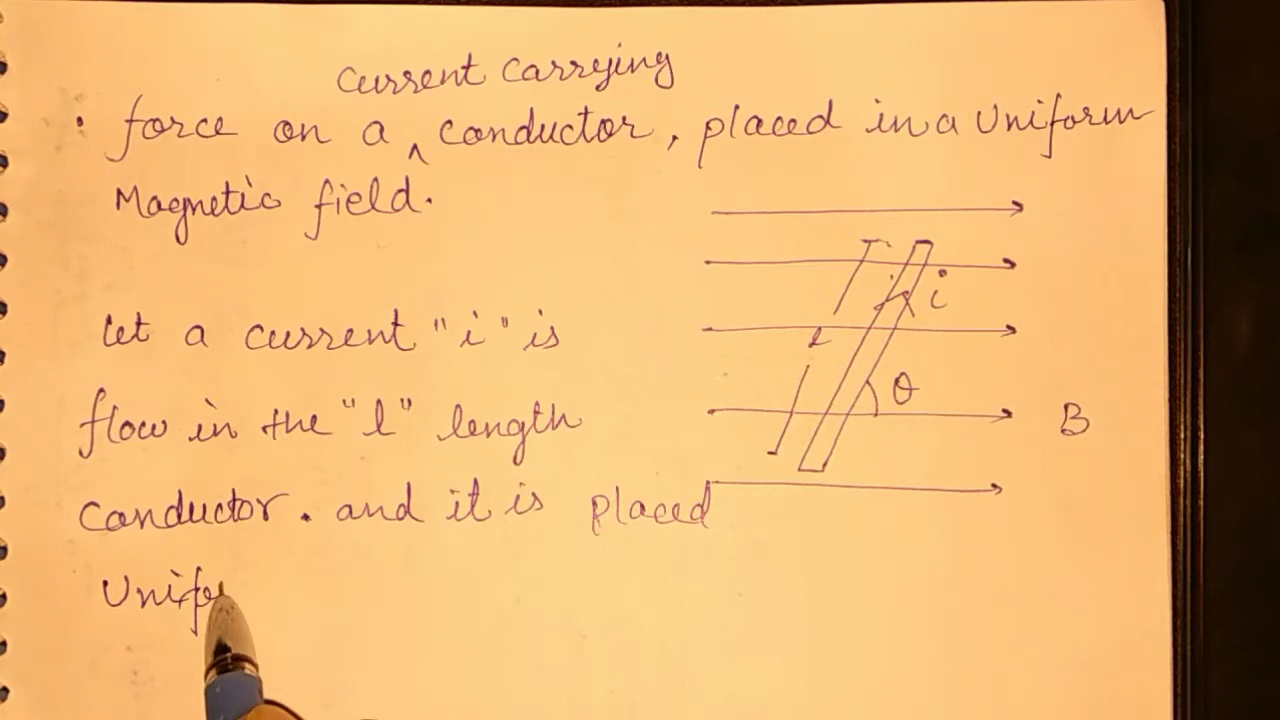 current carrying
· force on a ^ conductor, placed in a Uniform
Magnetic field.
let a current "i" is
flow in the "l" length
conductor. and it is placed
Unifo
l
i
θ
B